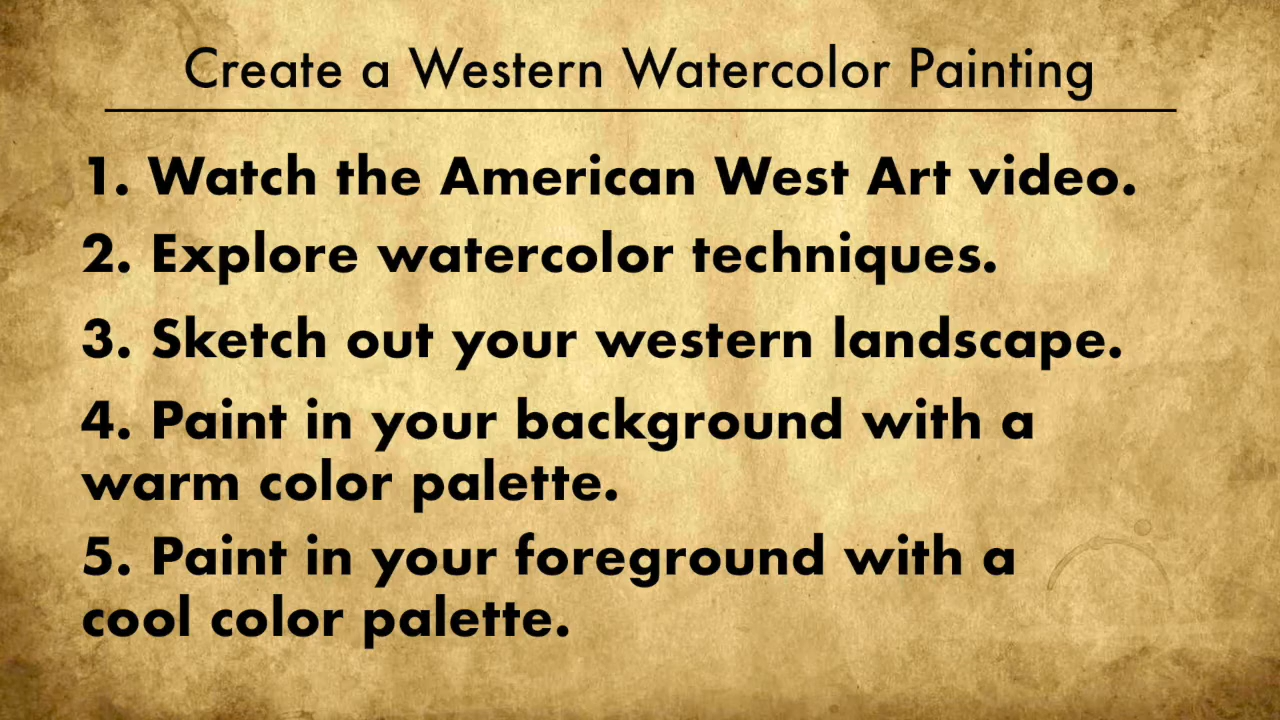 Create a Western Watercolor Painting
1. Watch the American West Art video.
2. Explore watercolor techniques.
3. Sketch out your western landscape.
4. Paint in your background with a
warm color palette.
5. Paint in your foreground with a
cool color palette.